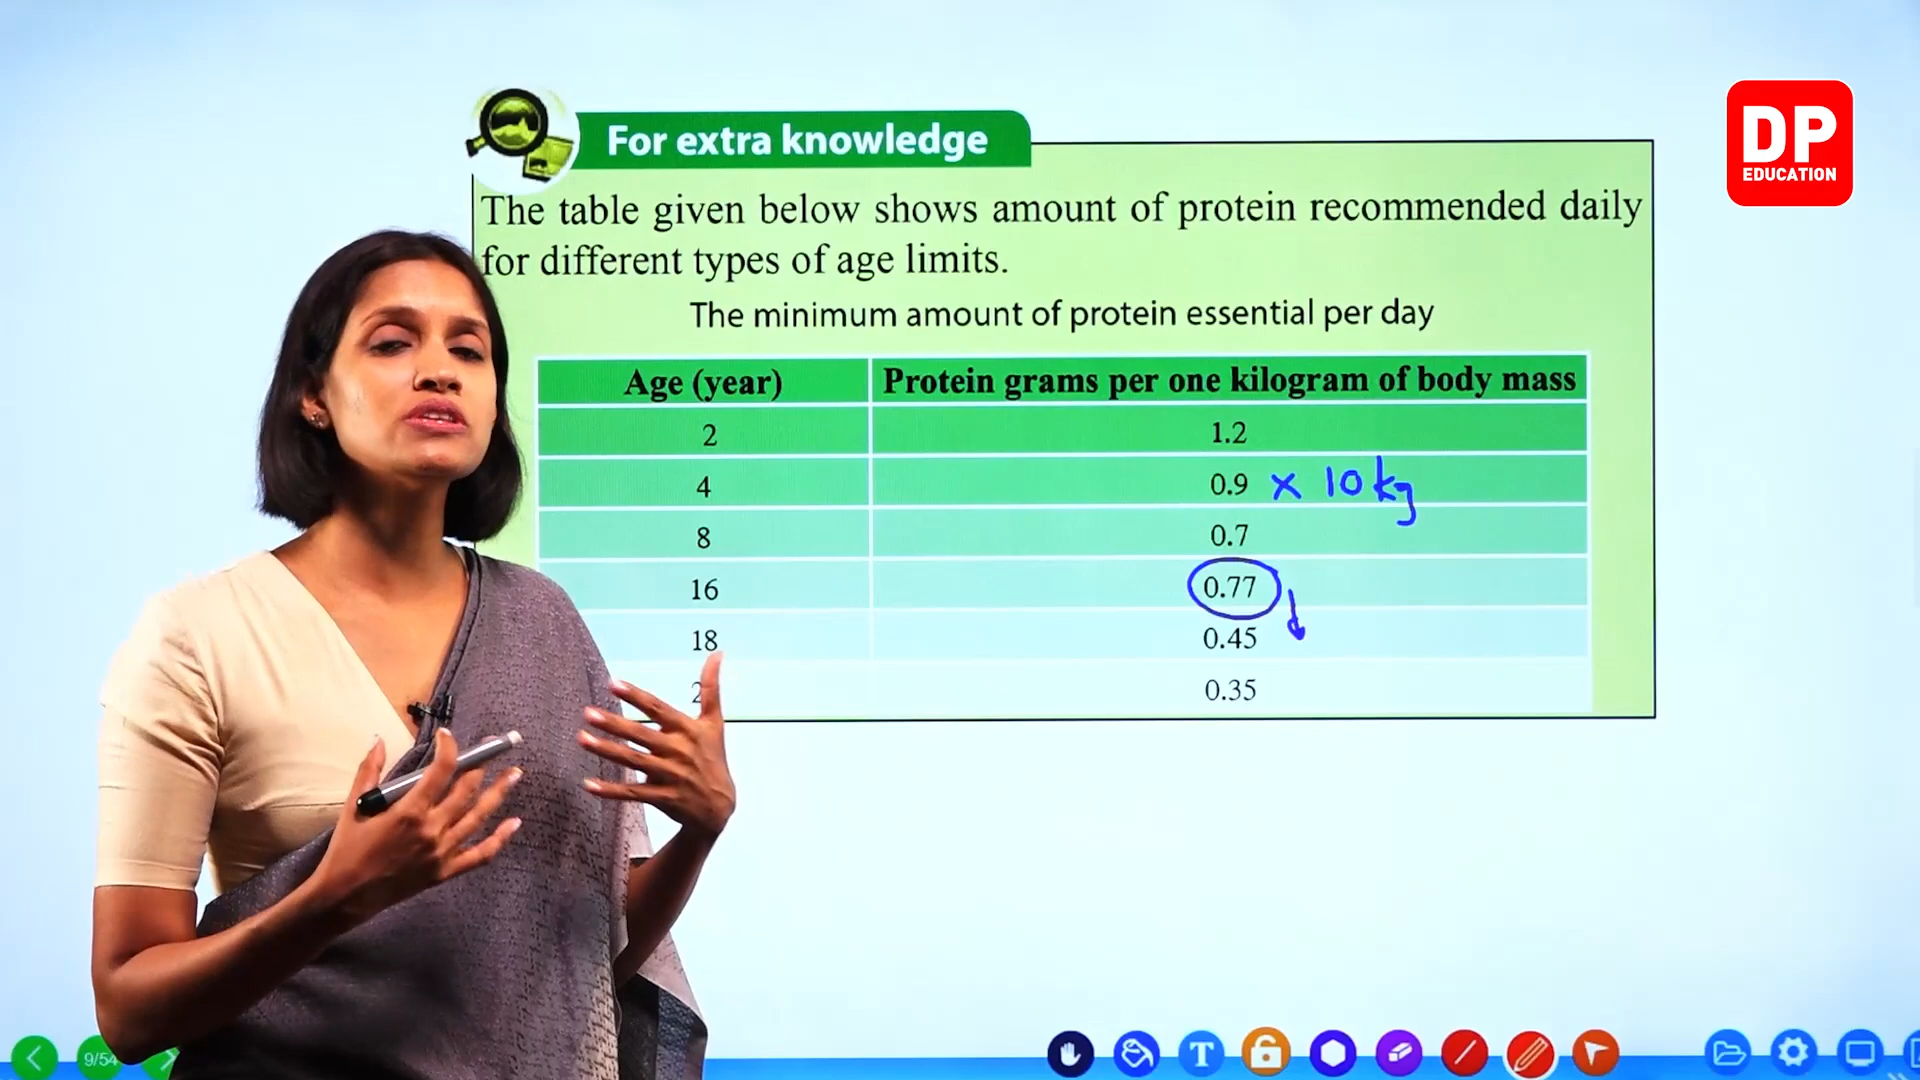 For extra knowledge
DP
EDUCATION
The table given below shows amount of protein recommended daily
for different types of age limits.
The minimum amount of protein essential per day
Age (year) Protein grams per one kilogram of body mass
2 1.2
4 0.9 x 10 kg
8 0.7
16 0.77
18 0.45
0.35
9/54
T